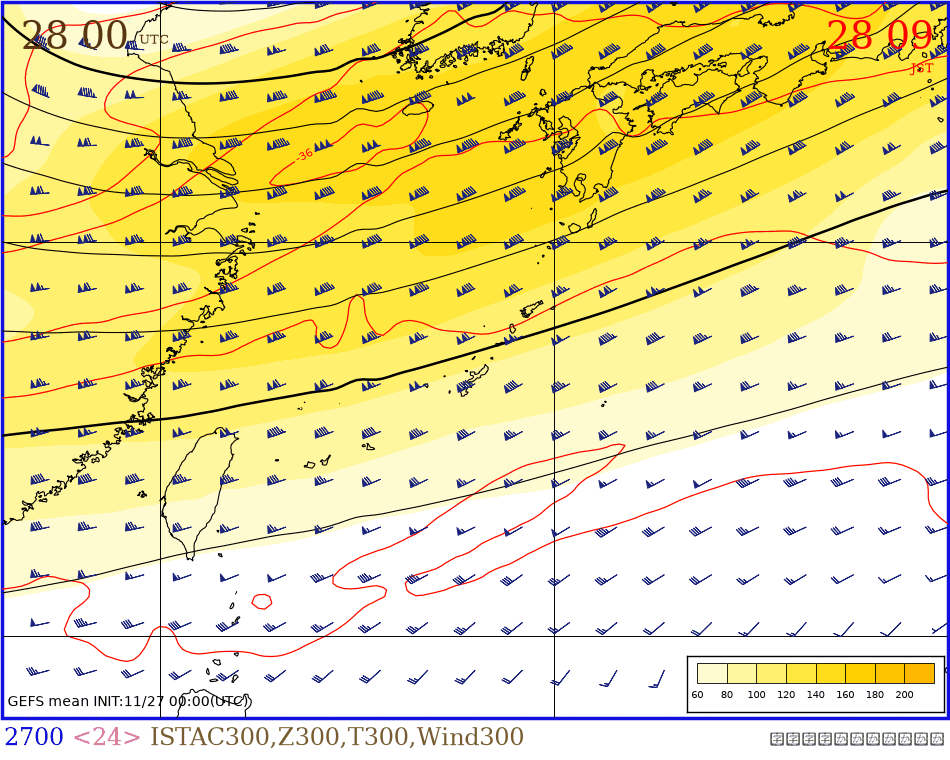 28 00 UTC
28 09
JST
-36
GEFS mean INIT:11/27 00:00(UTC)
60 80 100 120 140 160 180 200
2700 <24> ISTAC300,Z300,T300,Wind300